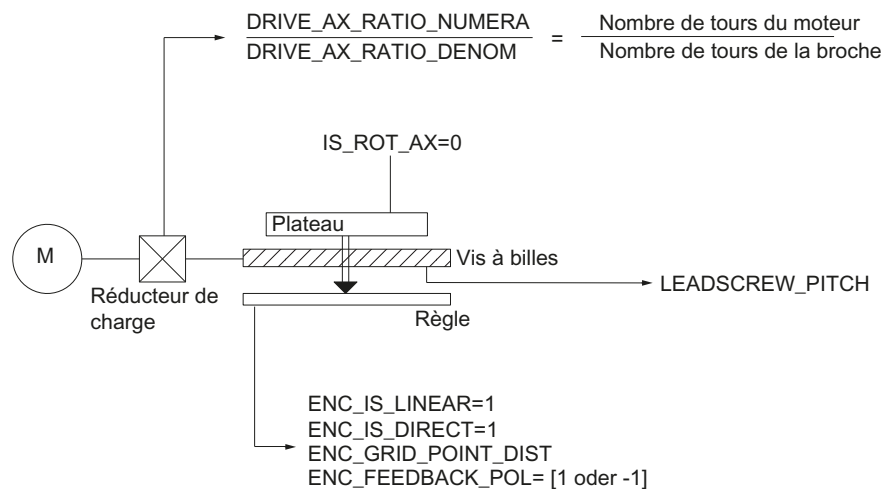 DRIVE_AX_RATIO_NUMERA
DRIVE_AX_RATIO_DENOM
=
Nombre de tours du moteur
Nombre de tours de la broche
IS_ROT_AX=0
Plateau
M
Vis à billes
LEADSCREW_PITCH
Réducteur de
charge
Règle
ENC_IS_LINEAR=1
ENC_IS_DIRECT=1
ENC_GRID_POINT_DIST
ENC_FEEDBACK_POL= [1 oder -1]